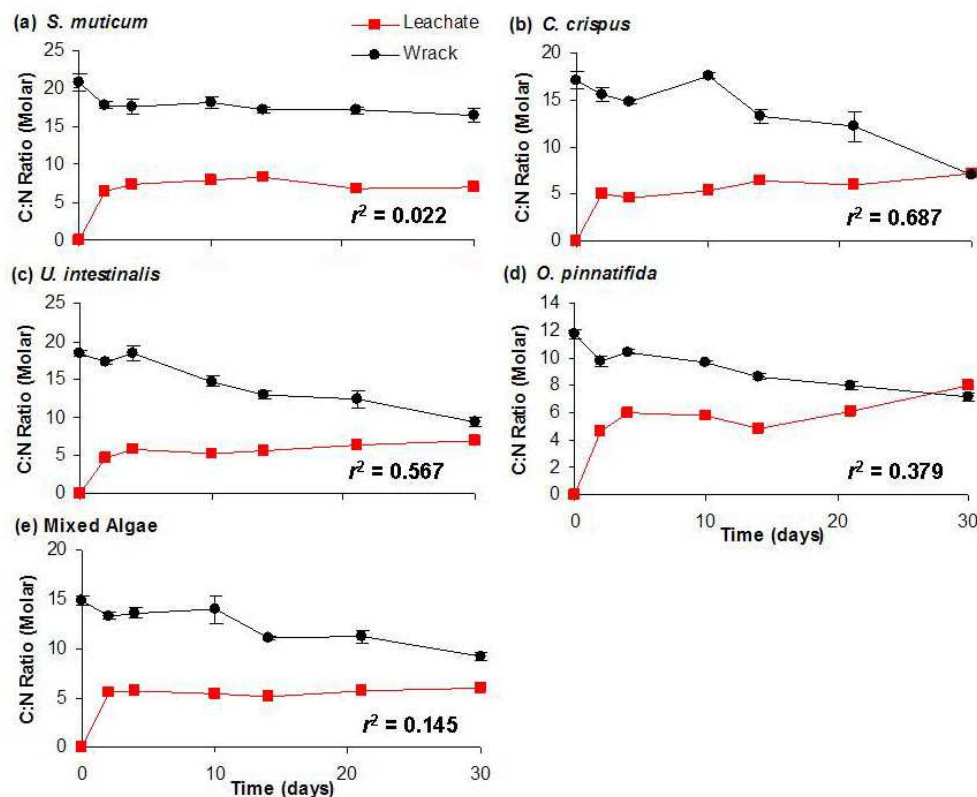 (a) S. muticum
Leachate
Wrack
C:N Ratio (Molar)
25
20
15
10
5
0
r² = 0.022
(b) C. crispus
C:N Ratio (Molar)
20
15
10
5
0
r² = 0.687
(c) U. intestinalis
C:N Ratio (Molar)
25
20
15
10
5
0
r² = 0.567
(d) O. pinnatifida
C:N Ratio (Molar)
14
12
10
8
6
4
2
0
r² = 0.379
0 10 20 30
Time (days)
(e) Mixed Algae
C:N Ratio (Molar)
20
15
10
5
0
r² = 0.145
0 10 20 30
Time (days)